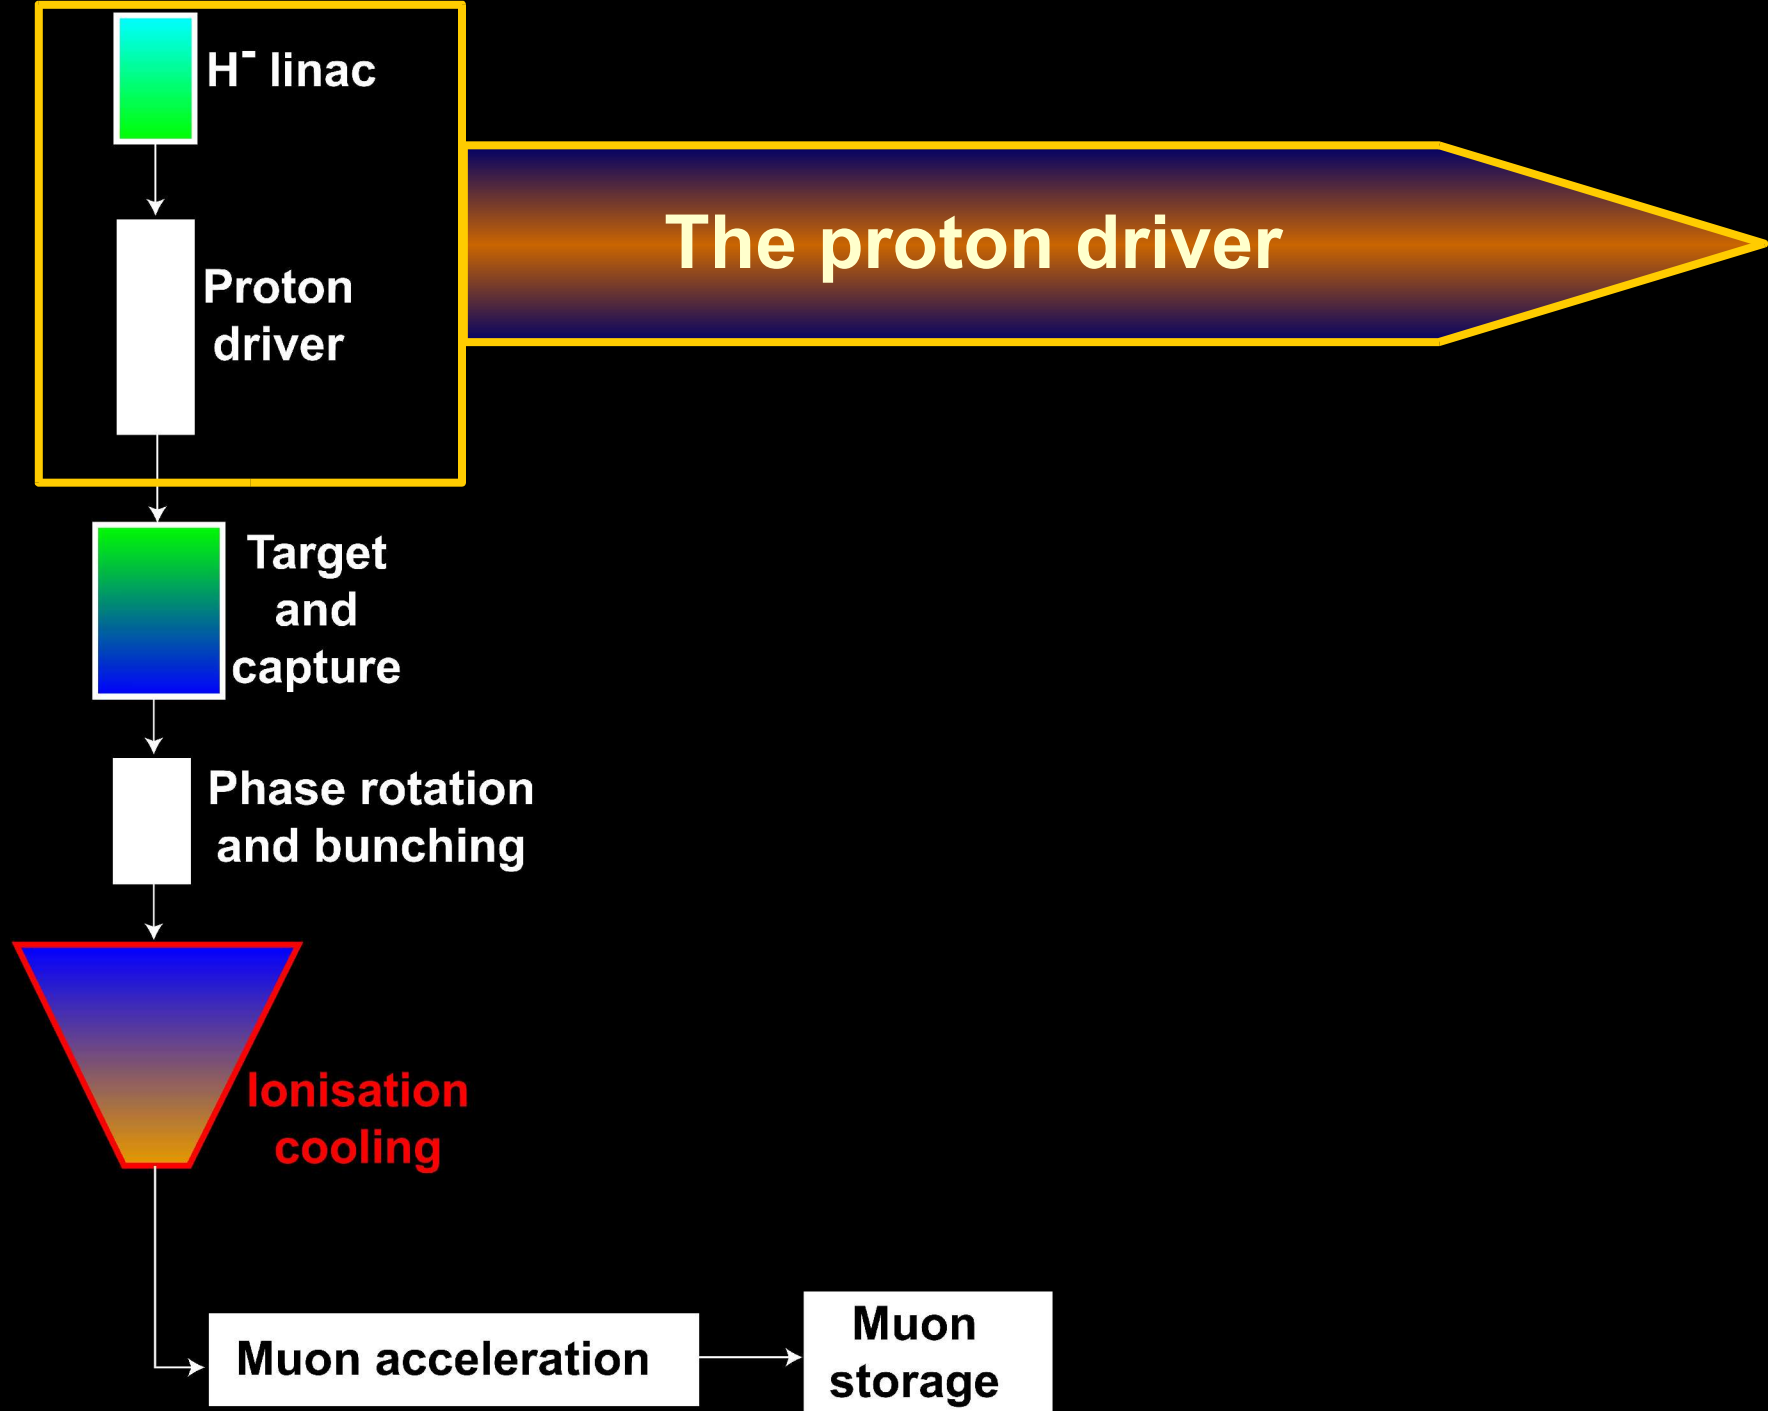 H⁻ linac
The proton driver
Proton
driver
Target
and
capture
Phase rotation
and bunching
Ionisation
cooling
Muon acceleration
Muon
storage